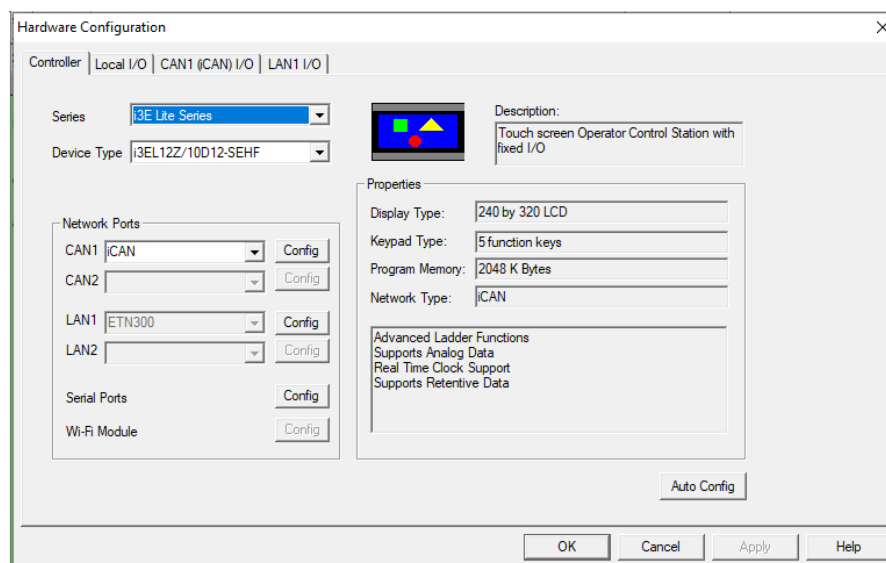 Hardware Configuration
Controller
Local I/O
CAN1 (iCAN) I/O
LAN1 I/O
Series
i3E Lite Series
Device Type
i3EL12Z/10D12-SEHF
Description:
Touch screen Operator Control Station with
fixed I/O
Network Ports
CAN1
iCAN
Config
CAN2
Config
LAN1
ETN300
Config
LAN2
Config
Serial Ports
Config
Wi-Fi Module
Config
Properties
Display Type:
240 by 320 LCD
Keypad Type:
5 function keys
Program Memory:
2048 K Bytes
Network Type:
iCAN
Advanced Ladder Functions
Supports Analog Data
Real Time Clock Support
Supports Retentive Data
Auto Config
OK
Cancel
Apply
Help